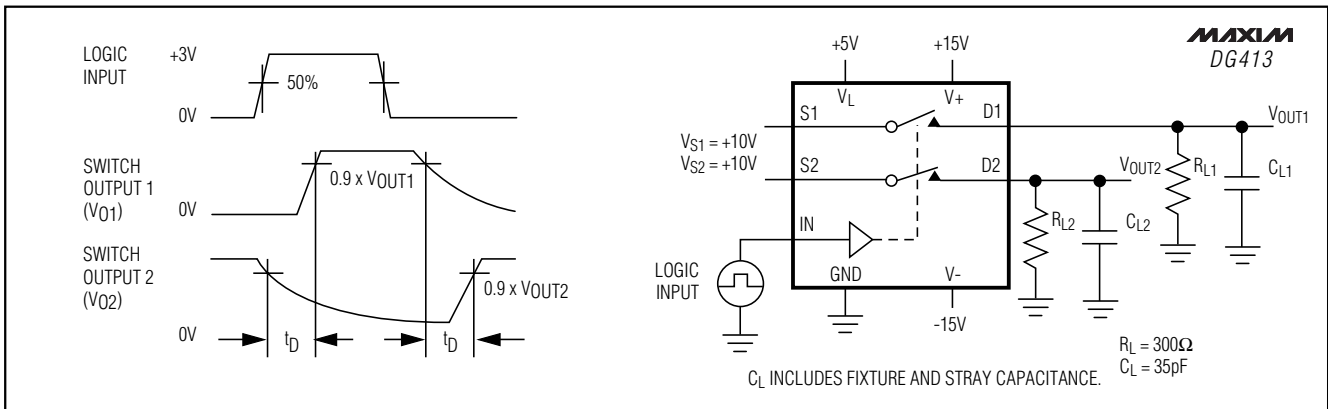 LOGIC
INPUT
+3V
50%
0V
SWITCH
OUTPUT 1
(VO1)
0.9 x VOUT1
0V
SWITCH
OUTPUT 2
(VO2)
0.9 x VOUT2
0V
tD
tD
MAXIM
DG413
+5V
+15V
VL
V+
S1
D1
VOUT1
VS1 = +10V
VS2 = +10V
RL1
CL1
S2
D2
VOUT2
RL2
CL2
IN
LOGIC
INPUT
GND
V-
-15V
RL = 300Ω
CL = 35pF
CL INCLUDES FIXTURE AND STRAY CAPACITANCE.